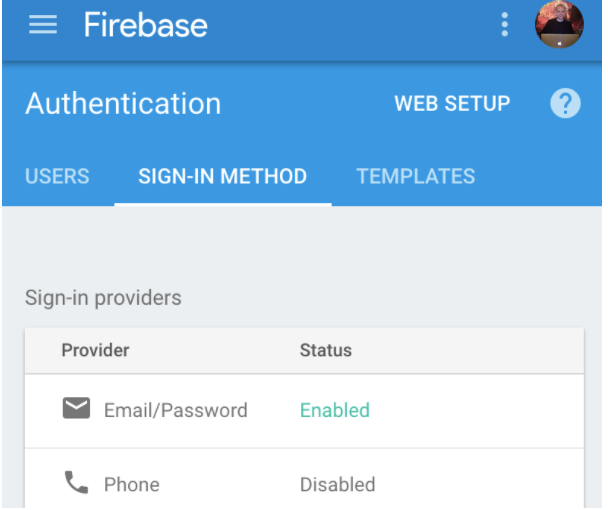 Firebase
Authentication WEB SETUP ?
USERS SIGN-IN METHOD TEMPLATES
Sign-in providers
Provider Status
Email/Password Enabled
Phone Disabled